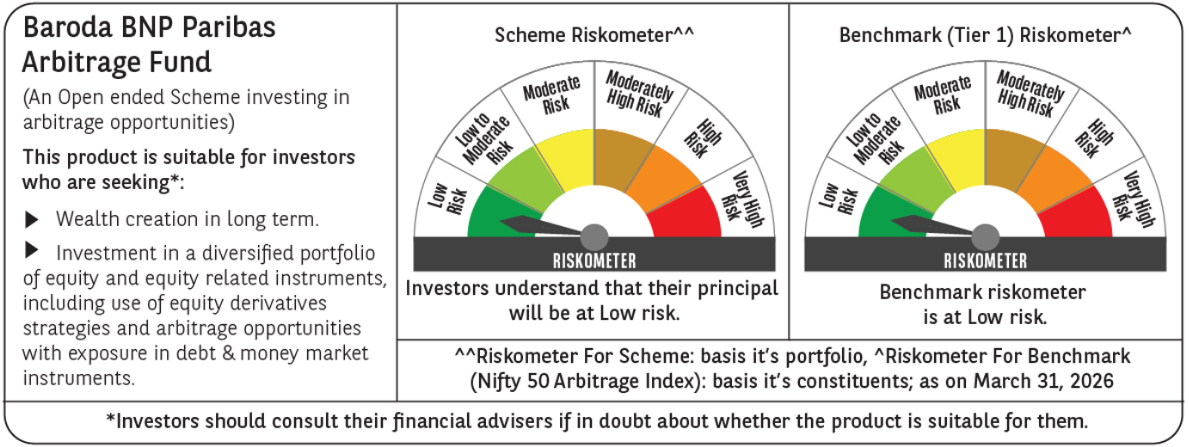 Baroda BNP Paribas
Arbitrage Fund
(An Open ended Scheme investing in
arbitrage opportunities)
This product is suitable for investors
who are seeking*:
▶ Wealth creation in long term.
▶ Investment in a diversified portfolio
of equity and equity related instruments,
including use of equity derivatives
strategies and arbitrage opportunities
with exposure in debt & money market
instruments.
Scheme Riskometer^^
Low
Risk
Low to
Moderate
Risk
Moderate
Risk
Moderately
High Risk
High
Risk
Very High
Risk
RISKOMETER
Investors understand that their principal
will be at Low risk.
Benchmark (Tier 1) Riskometer^
Low
Risk
Low to
Moderate
Risk
Moderate
Risk
Moderately
High Risk
High
Risk
Very High
Risk
RISKOMETER
Benchmark riskometer
is at Low risk.
^^Riskometer For Scheme: basis it's portfolio, ^Riskometer For Benchmark
(Nifty 50 Arbitrage Index): basis it's constituents; as on March 31, 2026
*Investors should consult their financial advisers if in doubt about whether the product is suitable for them.